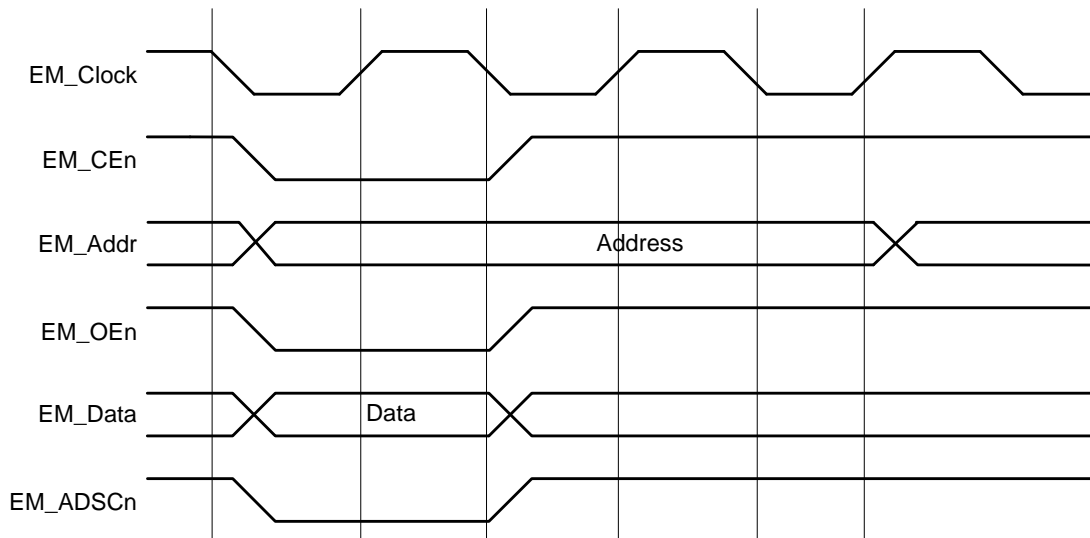 EM_Clock
EM_CEn
EM_Addr
Address
EM_OEn
EM_Data
Data
EM_ADSCn